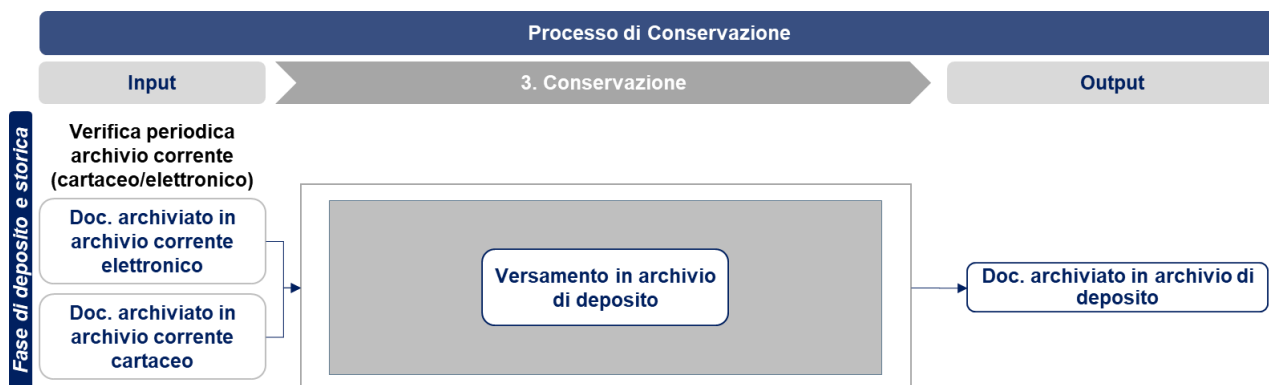 Processo di Conservazione
Input
3. Conservazione
Output
Fase di deposito e storica
Verifica periodica
archivio corrente
(cartaceo/elettronico)
Doc. archiviato in
archivio corrente
elettronico
Doc. archiviato in
archivio corrente
cartaceo
Versamento in archivio
di deposito
Doc. archiviato in archivio di
deposito